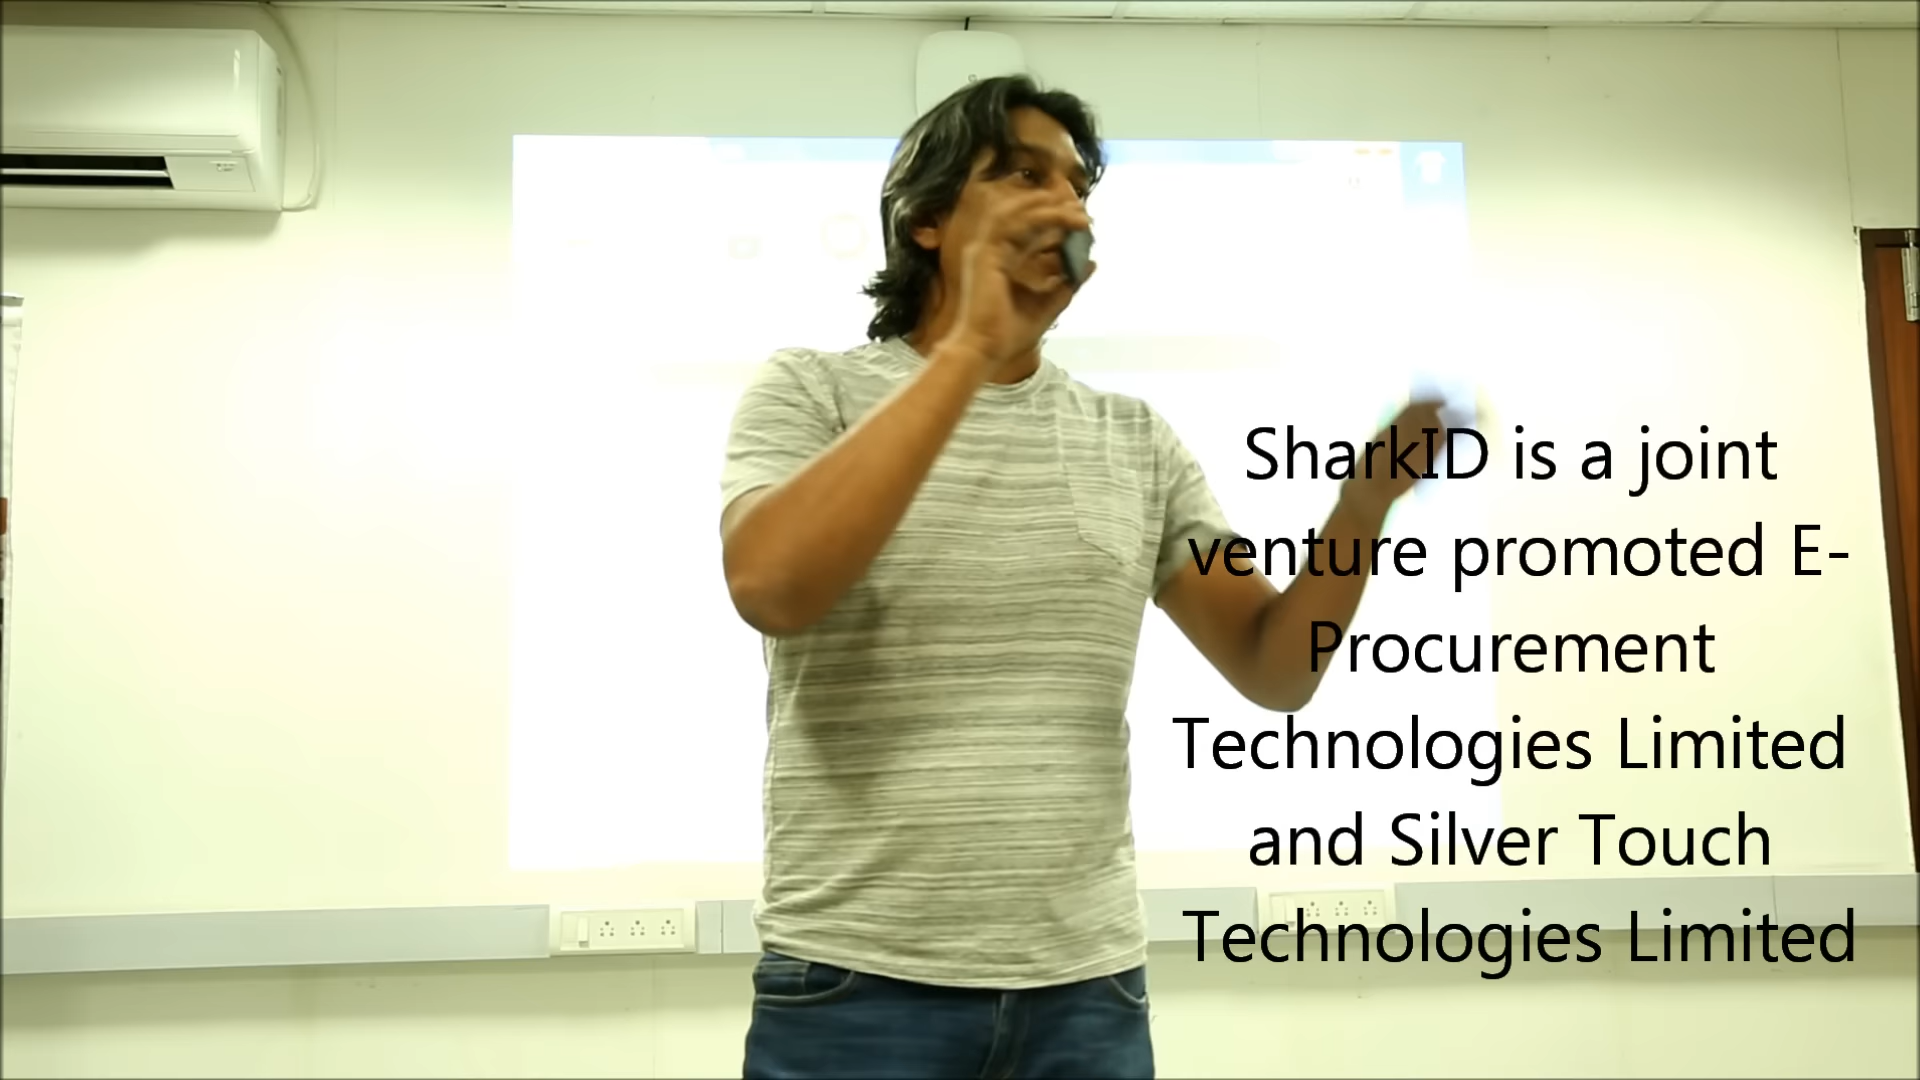 SharkID is a joint
venture promoted E-
Procurement
Technologies Limited
and Silver Touch
Technologies Limited